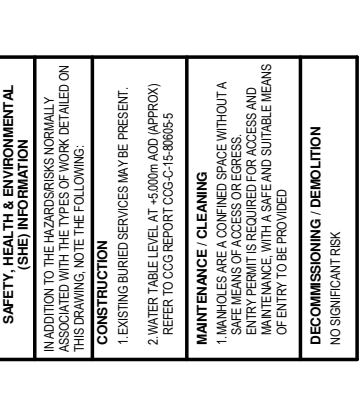 SAFETY, HEALTH & ENVIRONMENTAL
(SHE) INFORMATION
IN ADDITION TO THE HAZARDS/RISKS NORMALLY
ASSOCIATED WITH THE TYPES OF WORK DETAILED ON
THIS DRAWING, NOTE THE FOLLOWING:
CONSTRUCTION
1. EXISTING BURIED SERVICES MAY BE PRESENT.
2. WATER TABLE LEVEL AT +5.000m AOD (APPROX)
REFER TO CCG REPORT CCG-C-15-80605-5
MAINTENANCE / CLEANING
1. MANHOLES ARE A CONFINED SPACE WITHOUT A
SAFE MEANS OF ACCESS OR EGRESS.
ENTRY PERMIT IS REQUIRED FOR ACCESS AND
MAINTENANCE, WITH A SAFE AND SUITABLE MEANS
OF ENTRY TO BE PROVIDED
DECOMMISSIONING / DEMOLITION
NO SIGNIFICANT RISK